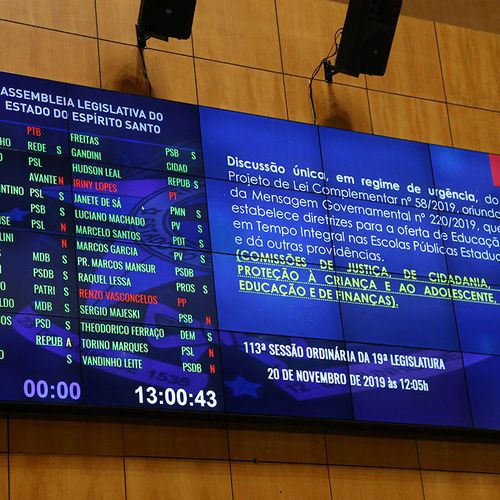 ASSEMBLEIA LEGISLATIVA DO
ESTADO DO ESPÍRITO SANTO
PTB FREITAS PSB S
REDE S GANDINI CIDAD
PSL HUDSON LEAL REPUB S
AVANTE N IRINY LOPES PT
PSL JANETE DE SÁ PMN S
PSB S LUCIANO MACHADO PV S
PSL N MARCELO SANTOS PDT S
N MARCOS GARCIA PV S
MDB S PR. MARCOS MANSUR PSDB
PSDB S RAQUEL LESSA PROS S
PATRI S RENZO VASCONCELOS PP
MDB S SERGIO MAJESKI PSB N
PSD S THEODORICO FERRAÇO DEM S
REPUB A TORINO MARQUES PSL N
S VANDINHO LEITE PSDB N
00:00 13:00:43
Discussão única, em regime de urgência, do
Projeto de Lei Complementar nº 58/2019, oriundo
da Mensagem Governamental nº 220/2019, que
estabelece diretrizes para a oferta de Educaçã
em Tempo Integral nas Escolas Públicas Estadua
e dá outras providências.
(COMISSÕES DE JUSTIÇA, DE CIDADANIA,
PROTEÇÃO À CRIANÇA E AO ADOLESCENTE,
EDUCAÇÃO E DE FINANÇAS).
113ª SESSÃO ORDINÁRIA DA 19ª LEGISLATURA
20 DE NOVEMBRO DE 2019 às 12:05h